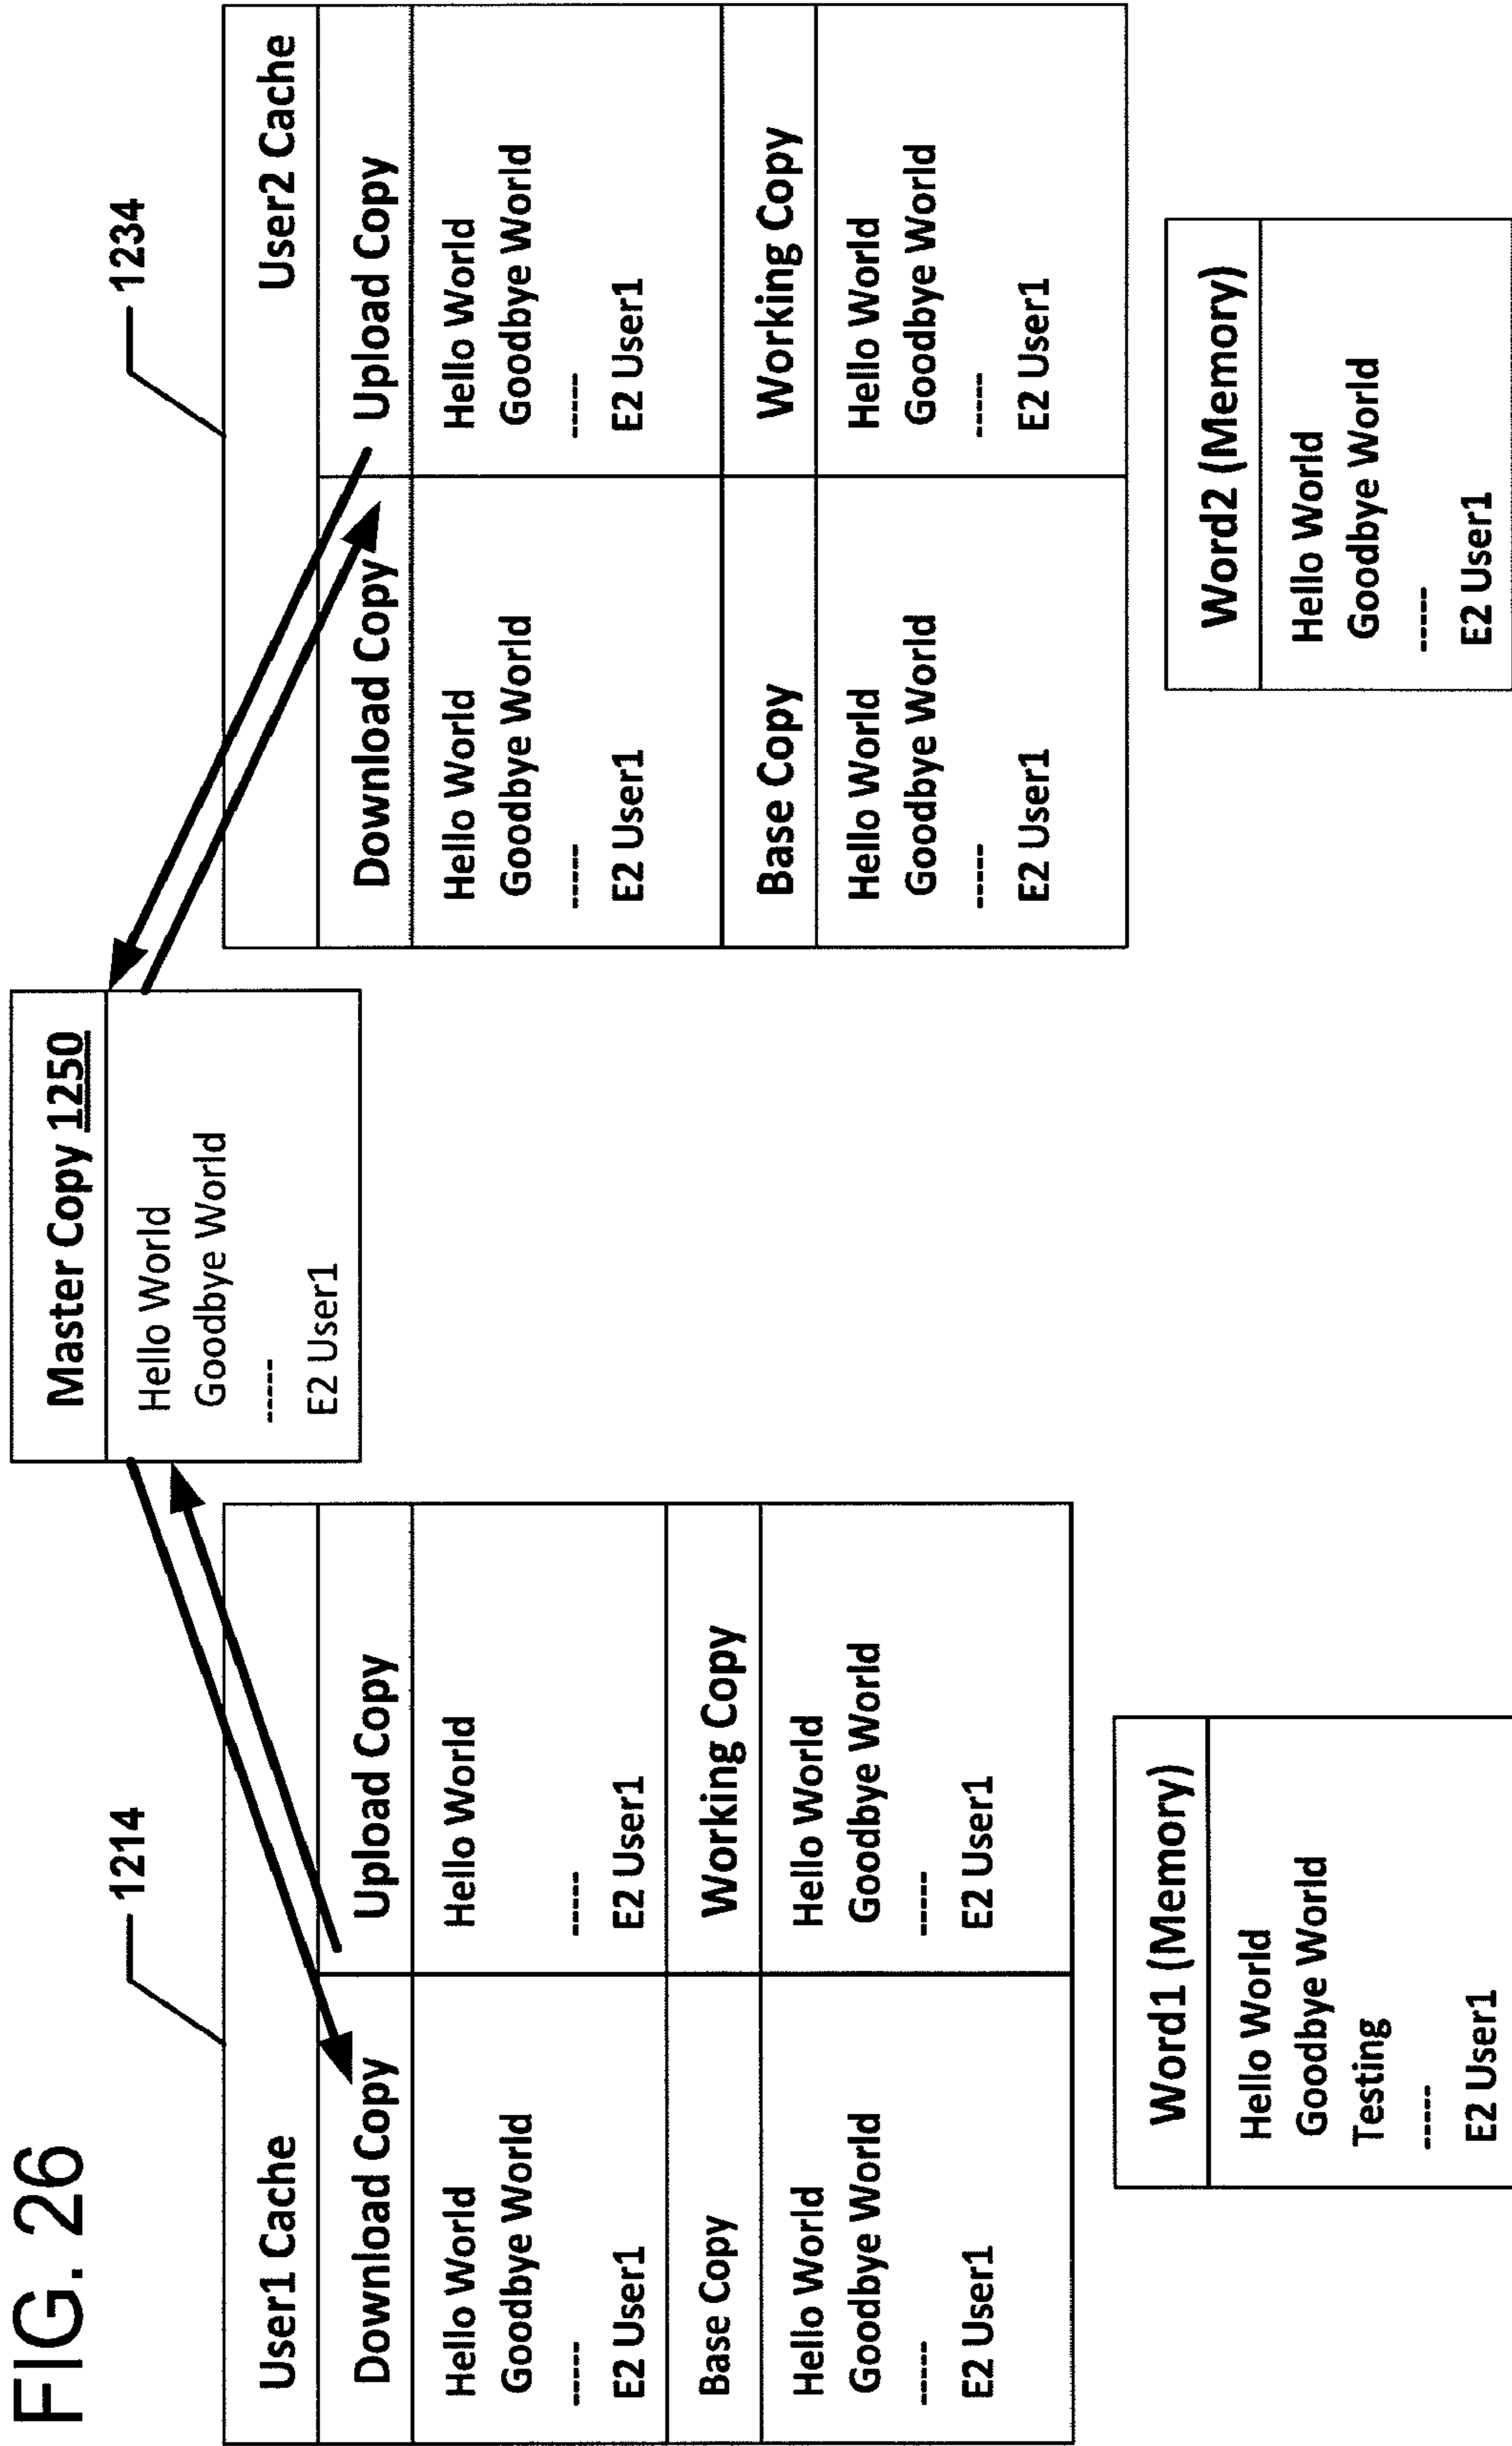 FIG. 26
Master Copy 1250
Hello World
Goodbye World
-----
E2 User1
1214
User1 Cache
Download Copy
Upload Copy
Hello World
Goodbye World
-----
E2 User1
Hello World
-----
E2 User1
Base Copy
Working Copy
Hello World
Goodbye World
-----
E2 User1
Hello World
Goodbye World
-----
E2 User1
Word1 (Memory)
Hello World
Goodbye World
Testing
-----
E2 User1
1234
User2 Cache
Download Copy
Upload Copy
Hello World
Goodbye World
-----
E2 User1
Hello World
Goodbye World
-----
E2 User1
Base Copy
Working Copy
Hello World
Goodbye World
-----
E2 User1
Hello World
Goodbye World
-----
E2 User1
Word2 (Memory)
Hello World
Goodbye World
-----
E2 User1